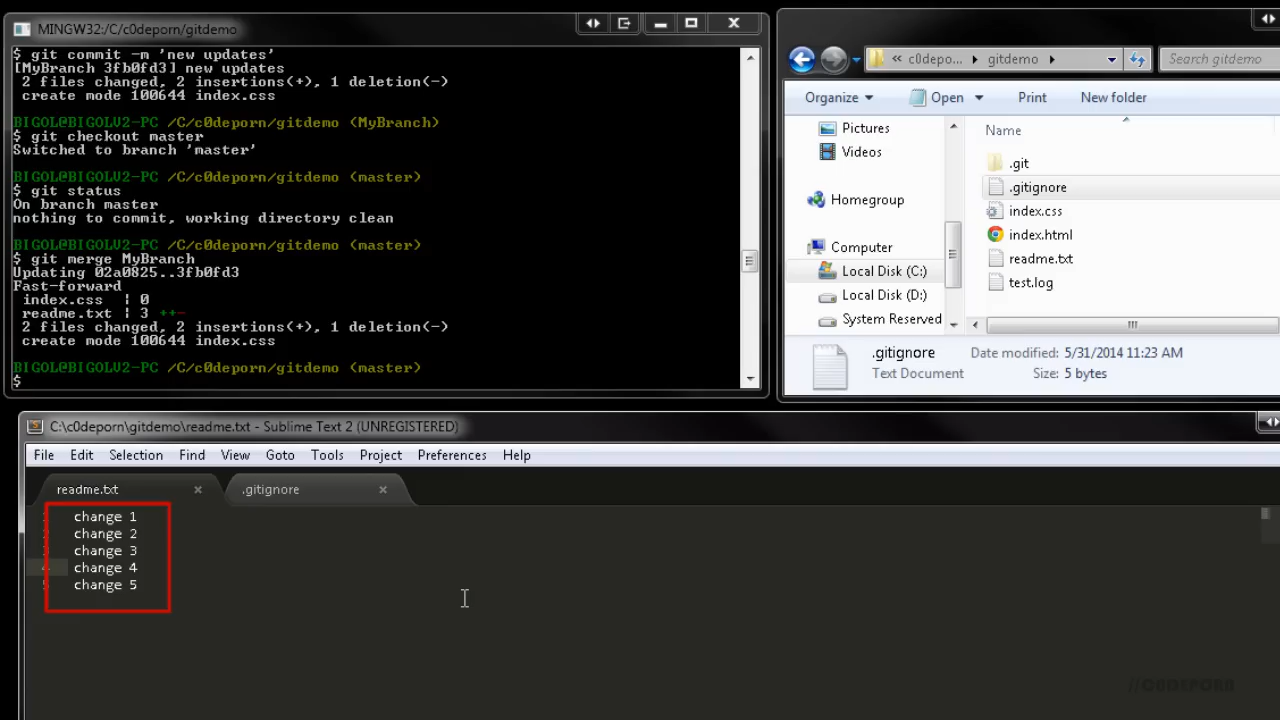 MINGW32:/C/c0deporn/gitdemo
$ git commit -m 'new updates'
[MyBranch 3fb0fd3] new updates
2 files changed, 2 insertions(+), 1 deletion(-)
create mode 100644 index.css
BIGOL@BIGOLV2-PC /C/c0deporn/gitdemo (MyBranch)
$ git checkout master
Switched to branch 'master'
BIGOL@BIGOLV2-PC /C/c0deporn/gitdemo (master)
$ git status
On branch master
nothing to commit, working directory clean
BIGOL@BIGOLV2-PC /C/c0deporn/gitdemo (master)
$ git merge MyBranch
Updating 02a0825..3fb0fd3
Fast-forward
index.css | 0
readme.txt | 3 ++-
2 files changed, 2 insertions(+), 1 deletion(-)
create mode 100644 index.css
BIGOL@BIGOLV2-PC /C/c0deporn/gitdemo (master)
$
« c0depo... gitdemo Search gitdemo
Organize Open Print New folder
Pictures
Videos
Homegroup
Computer
Local Disk (C:)
Local Disk (D:)
System Reserved
Name
.git
.gitignore
index.css
index.html
readme.txt
test.log
.gitignore Date modified: 5/31/2014 11:23 AM
Text Document Size: 5 bytes
C:\c0deporn\gitdemo\readme.txt - Sublime Text 2 (UNREGISTERED)
File Edit Selection Find View Goto Tools Project Preferences Help
readme.txt × .gitignore ×
1 change 1
2 change 2
3 change 3
4 change 4
5 change 5
//C0DEPORN